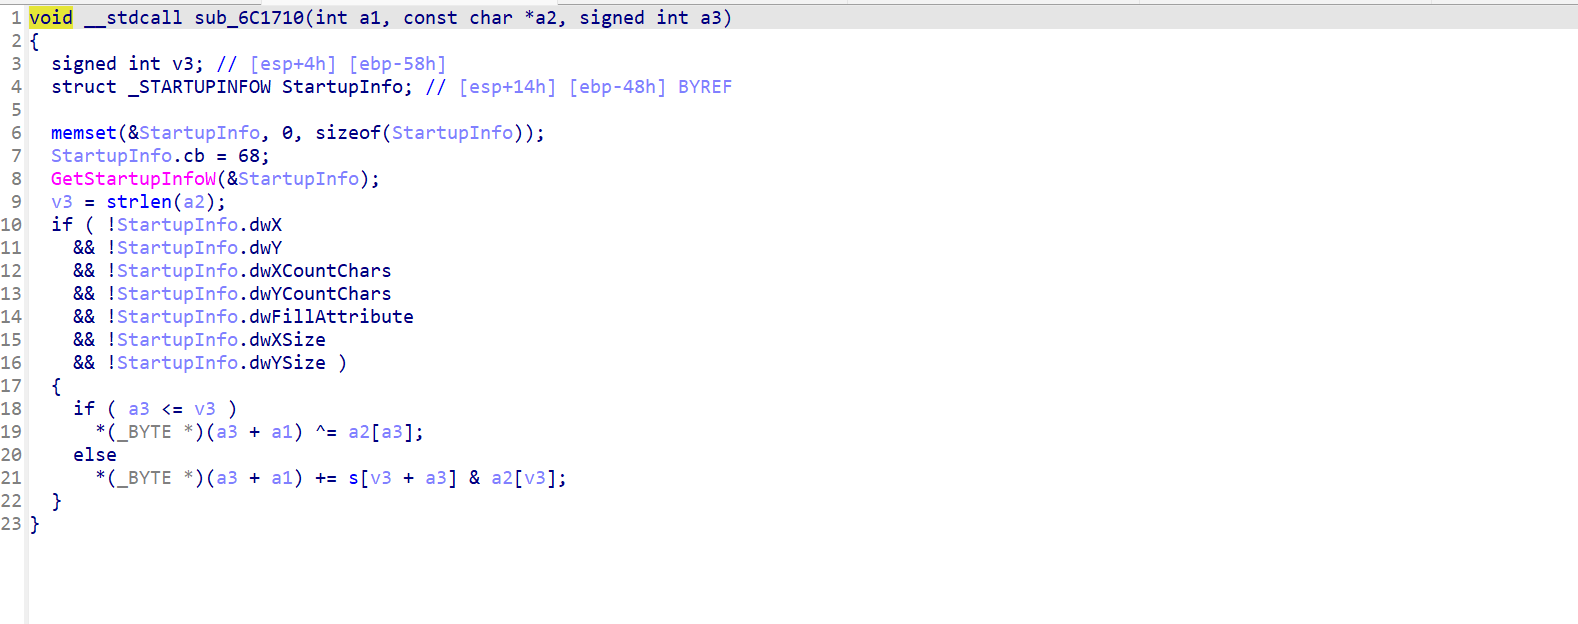 1 void __stdcall sub_6C1710(int a1, const char *a2, signed int a3)
2 {
3   signed int v3; // [esp+4h] [ebp-58h]
4   struct _STARTUPINFOW StartupInfo; // [esp+14h] [ebp-48h] BYREF
5
6   memset(&StartupInfo, 0, sizeof(StartupInfo));
7   StartupInfo.cb = 68;
8   GetStartupInfoW(&StartupInfo);
9   v3 = strlen(a2);
10   if ( !StartupInfo.dwX
11     && !StartupInfo.dwY
12     && !StartupInfo.dwXCountChars
13     && !StartupInfo.dwYCountChars
14     && !StartupInfo.dwFillAttribute
15     && !StartupInfo.dwXSize
16     && !StartupInfo.dwYSize )
17   {
18     if ( a3 <= v3 )
19       *(_BYTE *)(a3 + a1) ^= a2[a3];
20     else
21       *(_BYTE *)(a3 + a1) += s[v3 + a3] & a2[v3];
22   }
23 }